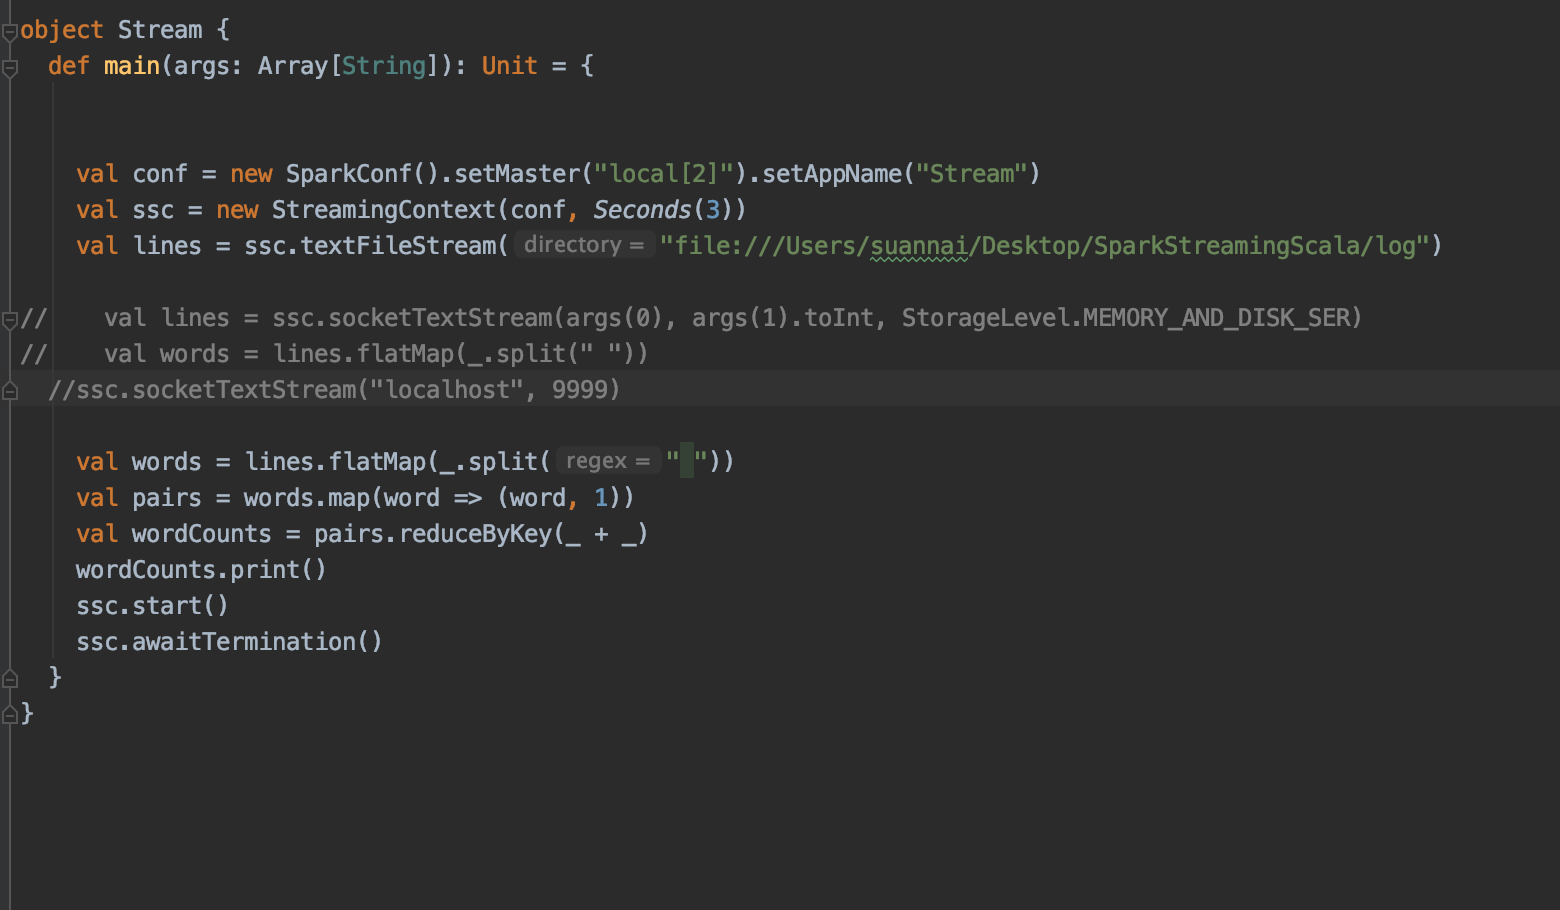 object Stream {
  def main(args: Array[String]): Unit = {
    val conf = new SparkConf().setMaster("local[2]").setAppName("Stream")
    val ssc = new StreamingContext(conf, Seconds(3))
    val lines = ssc.textFileStream( directory = "file:///Users/suannai/Desktop/SparkStreamingScala/log")
//    val lines = ssc.socketTextStream(args(0), args(1).toInt, StorageLevel.MEMORY_AND_DISK_SER)
//    val words = lines.flatMap(_.split(" "))
  //ssc.socketTextStream("localhost", 9999)
    val words = lines.flatMap(_.split( regex = " "))
    val pairs = words.map(word => (word, 1))
    val wordCounts = pairs.reduceByKey(_ + _)
    wordCounts.print()
    ssc.start()
    ssc.awaitTermination()
  }
}